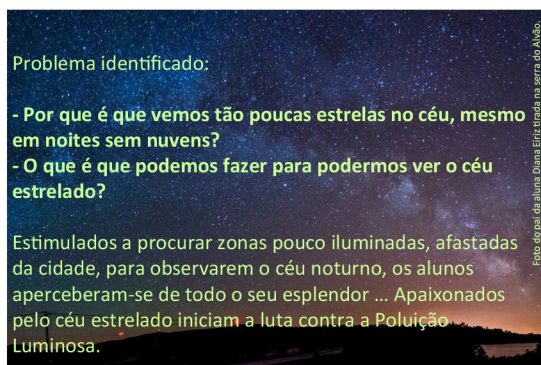 Problema identificado:
- Por que é que vemos tão poucas estrelas no céu, mesmo
em noites sem nuvens?
- O que é que podemos fazer para podermos ver o céu
estrelado?
Estimulados a procurar zonas pouco iluminadas, afastadas
da cidade, para observarem o céu noturno, os alunos
aperceberam-se de todo o seu esplendor ... Apaixonados
pelo céu estrelado iniciam a luta contra a Poluição
Luminosa.
Foto do pai da aluna Diana Eiriz tirada na serra do Alvão.